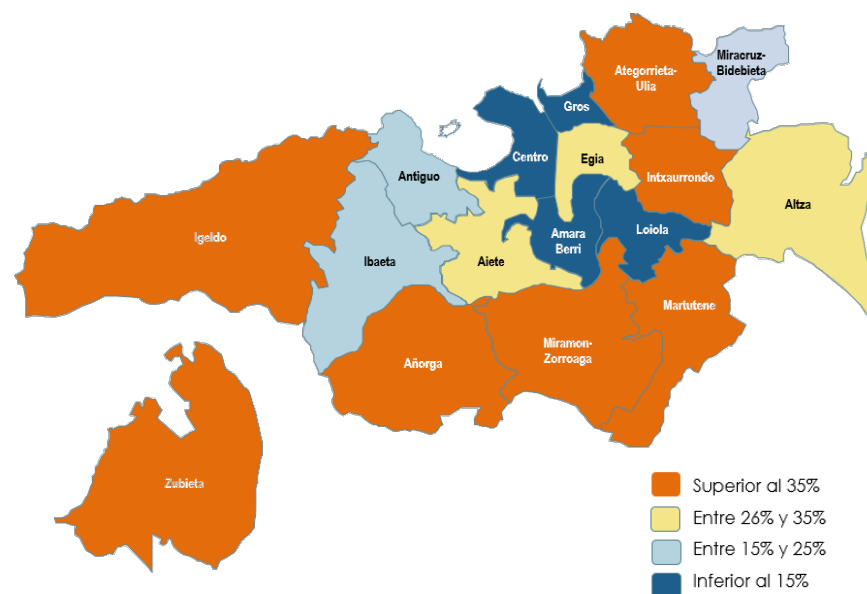 Miracruz-
Bidebieta
Ategorrieta-
Ulia
Gros
Centro
Egia
Antiguo
Intxaurrondo
Altza
Igeldo
Ibaeta
Aiete
Amara
Berri
Loiola
Martutene
Añorga
Miramon-
Zorroaga
Zubieta
Superior al 35%
Entre 26% y 35%
Entre 15% y 25%
Inferior al 15%